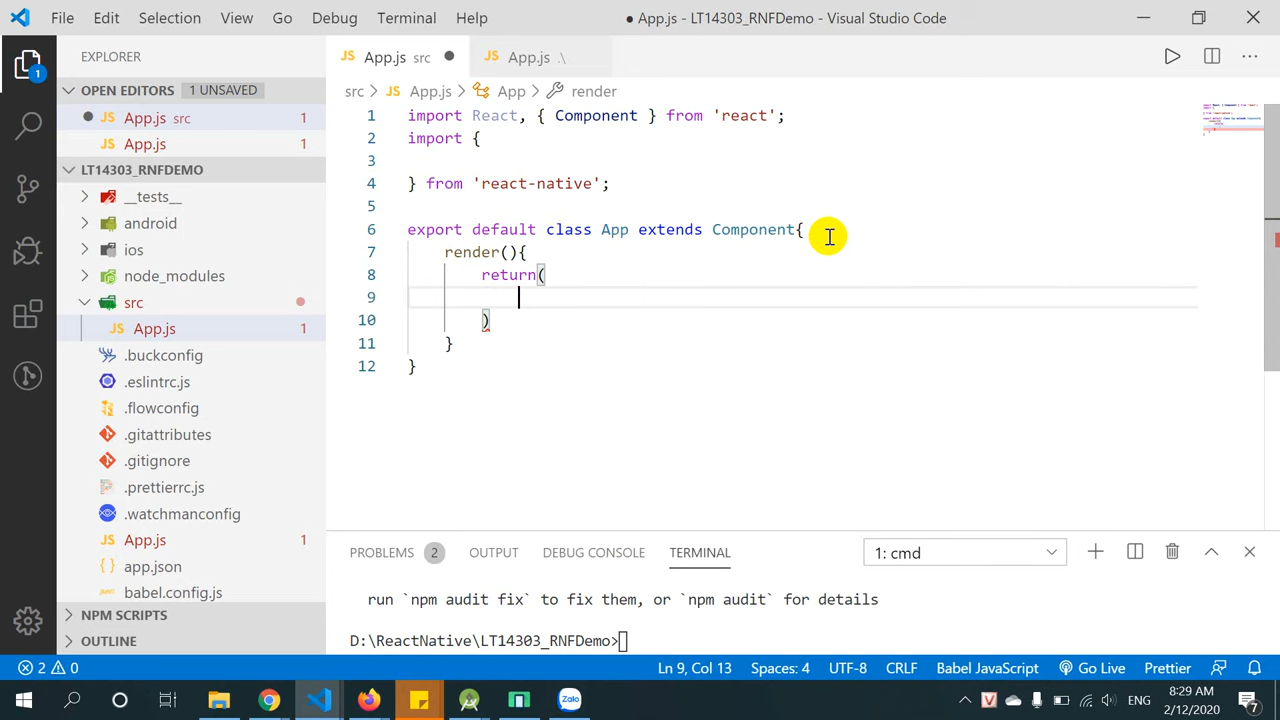 File Edit Selection View Go Debug Terminal Help
● App.js - LT14303_RNFDemo - Visual Studio Code
EXPLORER
JS App.js src ●
JS App.js .\
OPEN EDITORS 1 UNSAVED
● JS App.js src 1
JS App.js 1
LT14303_RNFDEMO
__tests__
android
ios
node_modules
src
JS App.js 1
.buckconfig
.eslintrc.js
.flowconfig
.gitattributes
.gitignore
.prettierrc.js
.watchmanconfig
JS App.js 1
app.json
babel.config.js
NPM SCRIPTS
OUTLINE
1
src > JS App.js > App > render
1 import React, { Component } from 'react';
2 import {
3
4 } from 'react-native';
5
6 export default class App extends Component{
7 render(){
8 return(
9
10 )
11 }
12 }
PROBLEMS 2 OUTPUT DEBUG CONSOLE TERMINAL 1: cmd
run `npm audit fix` to fix them, or `npm audit` for details
D:\ReactNative\LT14303_RNFDemo>
2 0 Ln 9, Col 13 Spaces: 4 UTF-8 CRLF Babel JavaScript Go Live Prettier
ENG
8:29 AM
2/12/2020
7